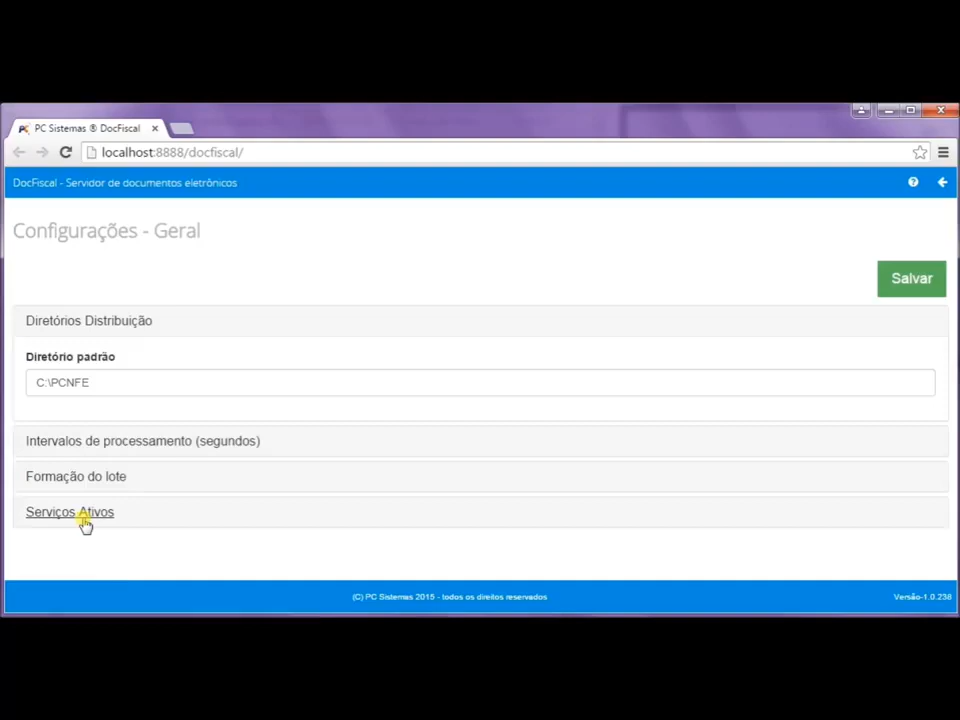 PC Sistemas ® DocFiscal
localhost:8888/docfiscal/
DocFiscal - Servidor de documentos eletrônicos
Configurações - Geral
Salvar
Diretórios Distribuição
Diretório padrão
C:\PCNFE
Intervalos de processamento (segundos)
Formação do lote
Serviços Ativos
(C) PC Sistemas 2015 - todos os direitos reservados
Versão-1.0.238